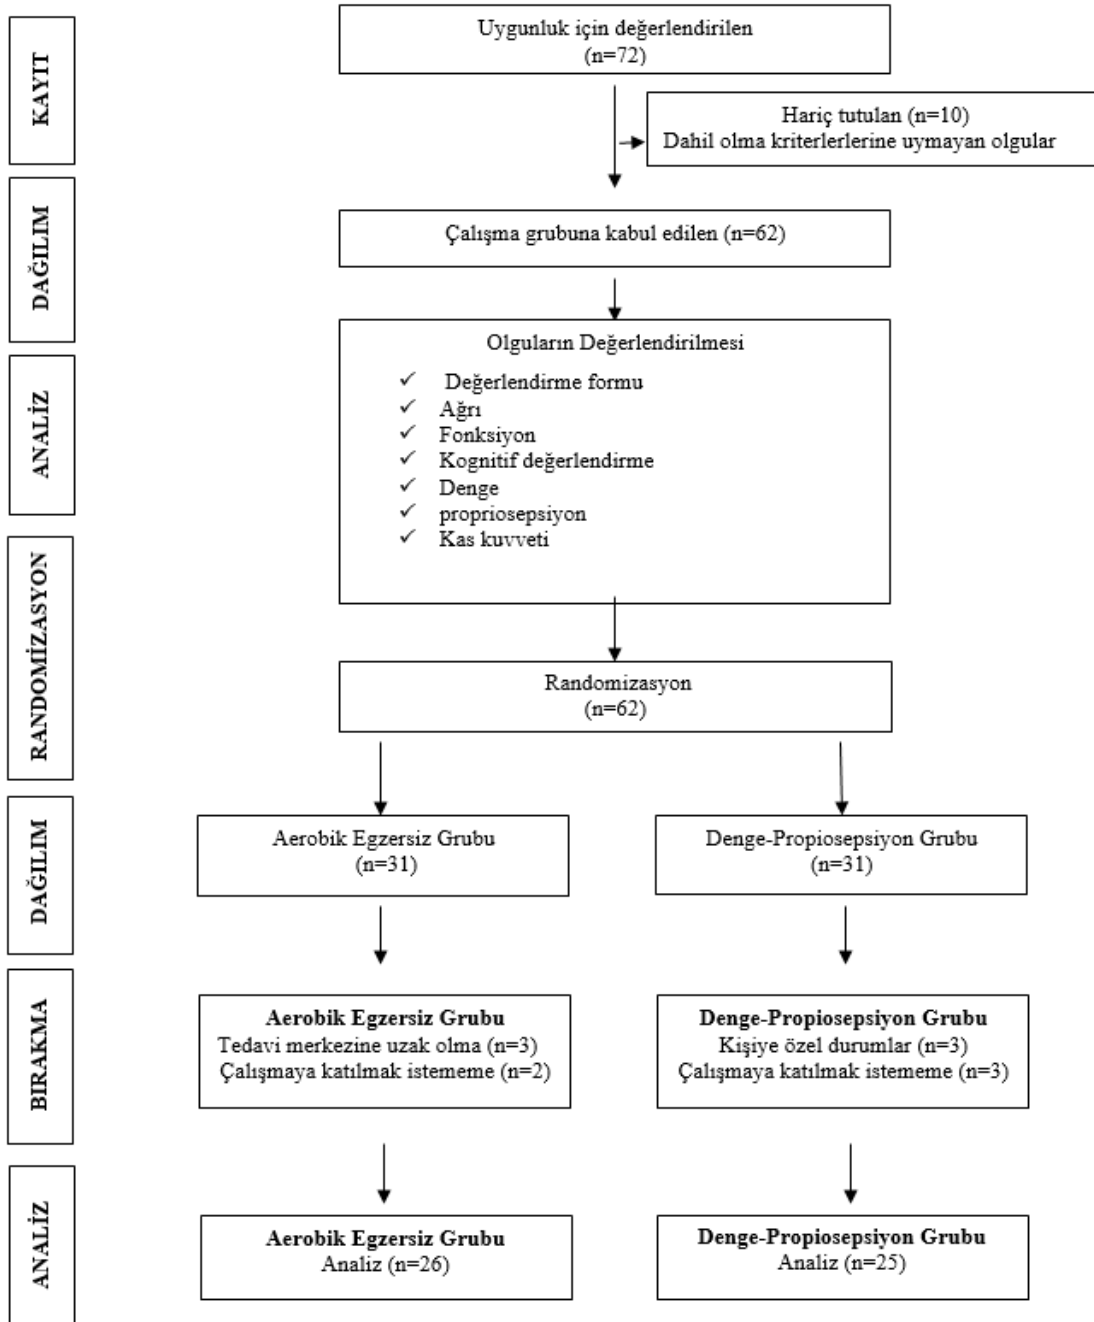 KAYIT
Uygunluk için değerlendirilen
(n=72)
Hariç tutulan (n=10)
Dahil olma kriterlerlerine uymayan olgular
DAĞILIM
Çalışma grubuna kabul edilen (n=62)
ANALİZ
Olguların Değerlendirilmesi
✓ Değerlendirme formu
✓ Ağrı
✓ Fonksiyon
✓ Kognitif değerlendirme
✓ Denge
✓ propriosepsiyon
✓ Kas kuvveti
RANDOMİZASYON
Randomizasyon
(n=62)
DAĞILIM
Aerobik Egzersiz Grubu
(n=31)
Denge-Propiosepsiyon Grubu
(n=31)
BIRAKMA
Aerobik Egzersiz Grubu
Tedavi merkezine uzak olma (n=3)
Çalışmaya katılmak istememe (n=2)
Denge-Propiosepsiyon Grubu
Kişiye özel durumlar (n=3)
Çalışmaya katılmak istememe (n=3)
ANALİZ
Aerobik Egzersiz Grubu
Analiz (n=26)
Denge-Propiosepsiyon Grubu
Analiz (n=25)